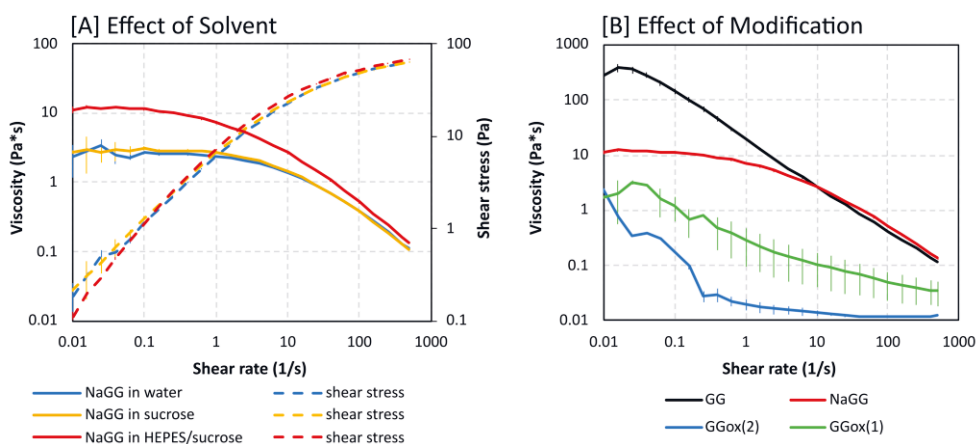 [A] Effect of Solvent
100
10
1
0.1
0.01
Viscosity (Pa*s)
100
10
1
0.1
Shear stress (Pa)
0.01 0.1 1 10 100 1000
Shear rate (1/s)
NaGG in water shear stress
NaGG in sucrose shear stress
NaGG in HEPES/sucrose shear stress
[B] Effect of Modification
1000
100
10
1
0.1
0.01
Viscosity (Pa*s)
0.01 0.1 1 10 100 1000
Shear rate (1/s)
GG NaGG
GGox(2) GGox(1)